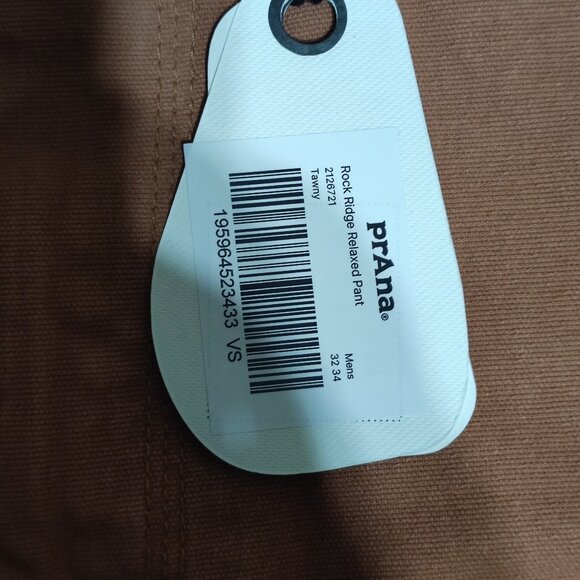 prAna®
Rock Ridge Relaxed Pant Mens
2126721 32 34
Tawny
195964523433 VS